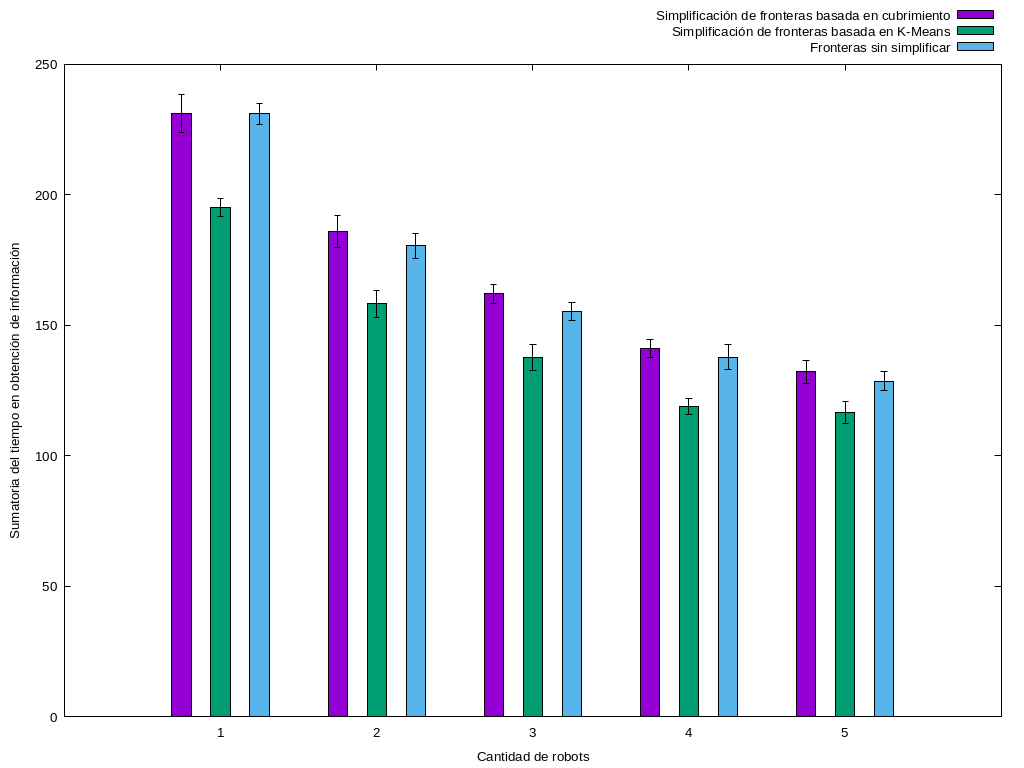 Simplificación de fronteras basada en cubrimiento
Simplificación de fronteras basada en K-Means
Fronteras sin simplificar
250
200
150
100
50
0
Sumatoria del tiempo en obtención de información
1 2 3 4 5
Cantidad de robots